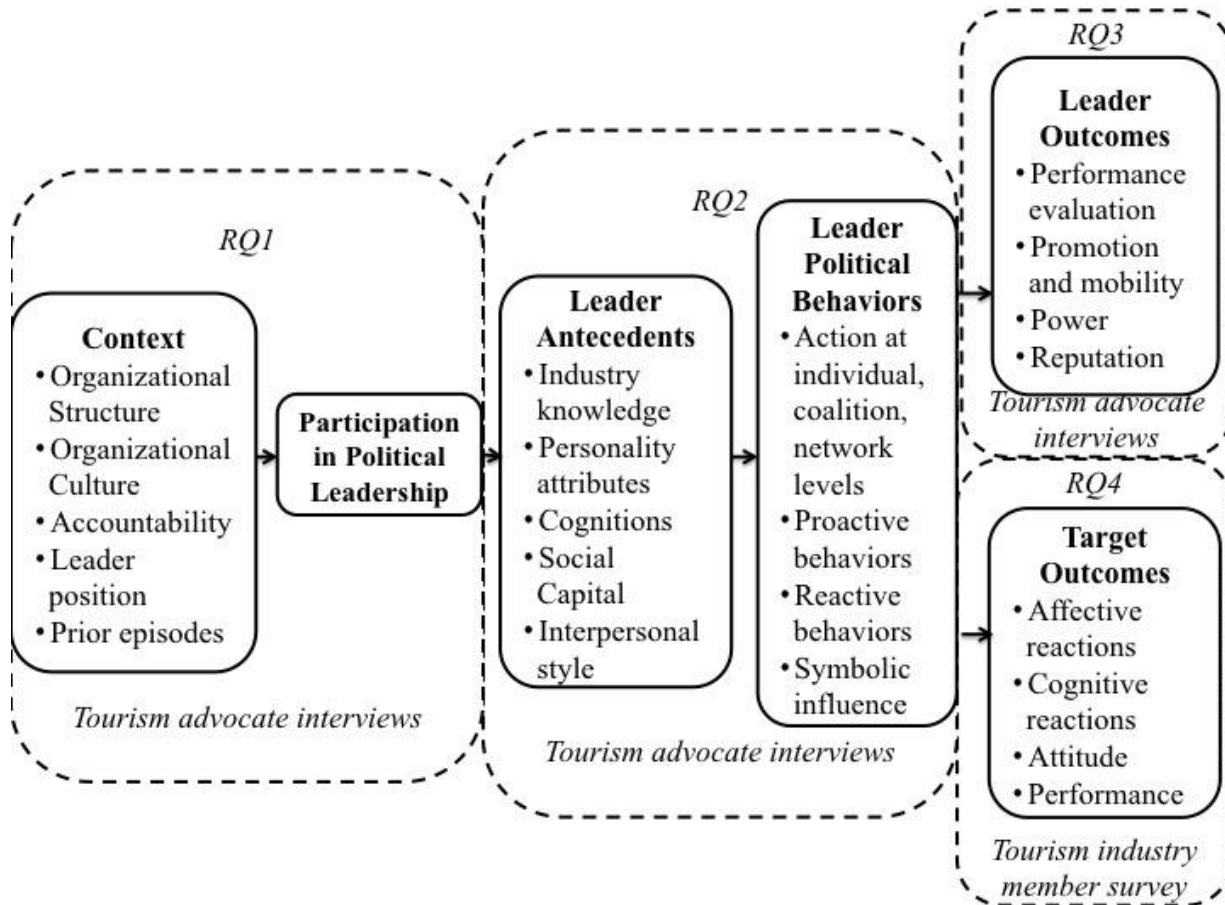 RQ1
Context
• Organizational
Structure
• Organizational
Culture
• Accountability
• Leader
position
• Prior episodes
Participation
in Political
Leadership
Tourism advocate interviews
RQ2
Leader
Antecedents
• Industry
knowledge
• Personality
attributes
• Cognitions
• Social
Capital
• Interpersonal
style
Leader
Political
Behaviors
• Action at
individual,
coalition,
network
levels
• Proactive
behaviors
• Reactive
behaviors
• Symbolic
influence
Tourism advocate interviews
RQ3
Leader
Outcomes
• Performance
evaluation
• Promotion
and mobility
• Power
• Reputation
Tourism advocate
interviews
RQ4
Target
Outcomes
• Affective
reactions
• Cognitive
reactions
• Attitude
• Performance
Tourism industry
member survey